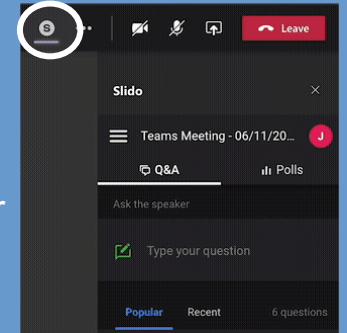 S ... Leave
Slido
Teams Meeting - 06/11/20... J
Q&A Polls
Ask the speaker
r
Type your question
Popular Recent 6 questions